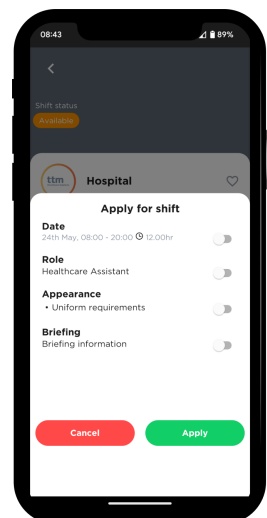 08:43 89%
Shift status
Available
ttm
Hospital
Apply for shift
Date
24th May, 08:00 - 20:00 12.00hr
Role
Healthcare Assistant
Appearance
• Uniform requirements
Briefing
Briefing information
Cancel Apply